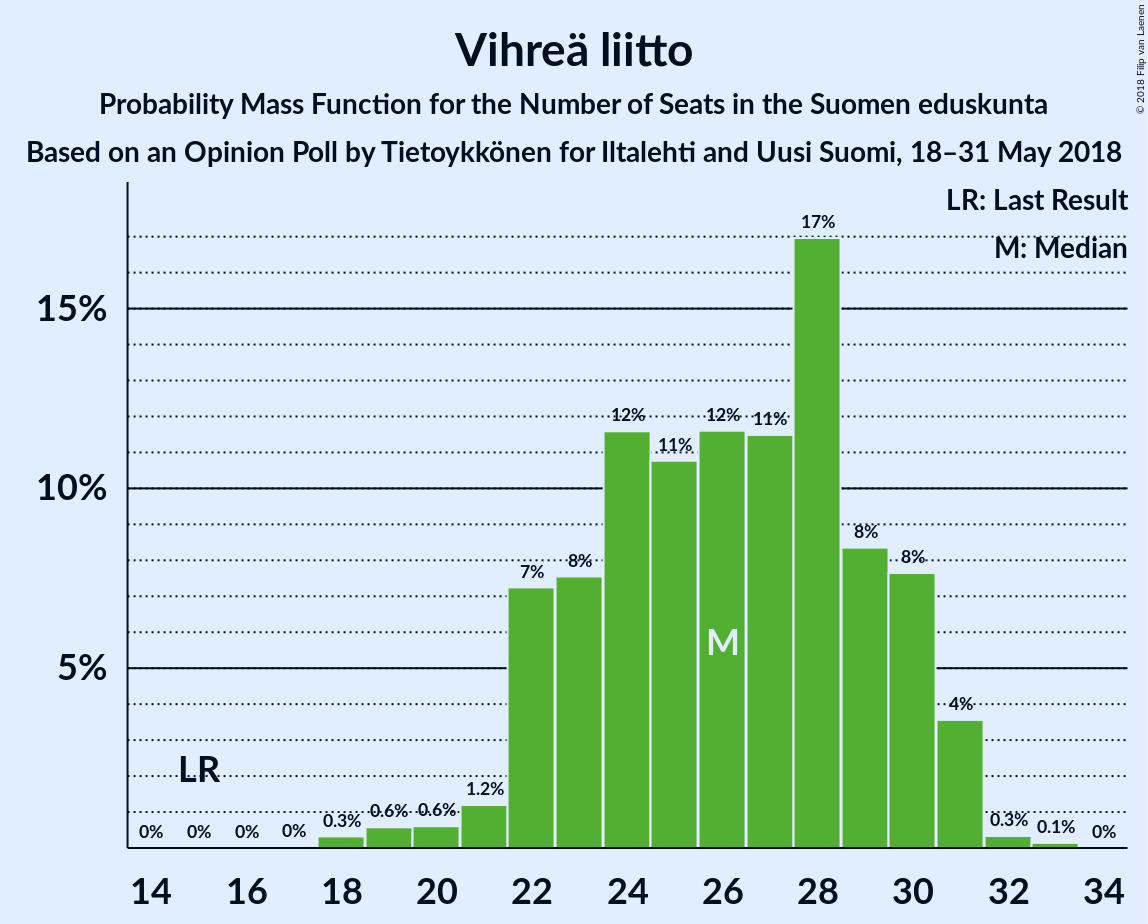 Vihreä liitto
Probability Mass Function for the Number of Seats in the Suomen eduskunta
Based on an Opinion Poll by Tietoykkönen for Iltalehti and Uusi Suomi, 18–31 May 2018
© 2018 Filip van Laenen
LR: Last Result
M: Median
17%
15%
12%
11%
12%
11%
10%
8%
8%
8%
7%
5%
M
4%
LR
1.2%
0% 0% 0% 0% 0.3% 0.6% 0.6% 0.3% 0.1% 0%
14 16 18 20 22 24 26 28 30 32 34